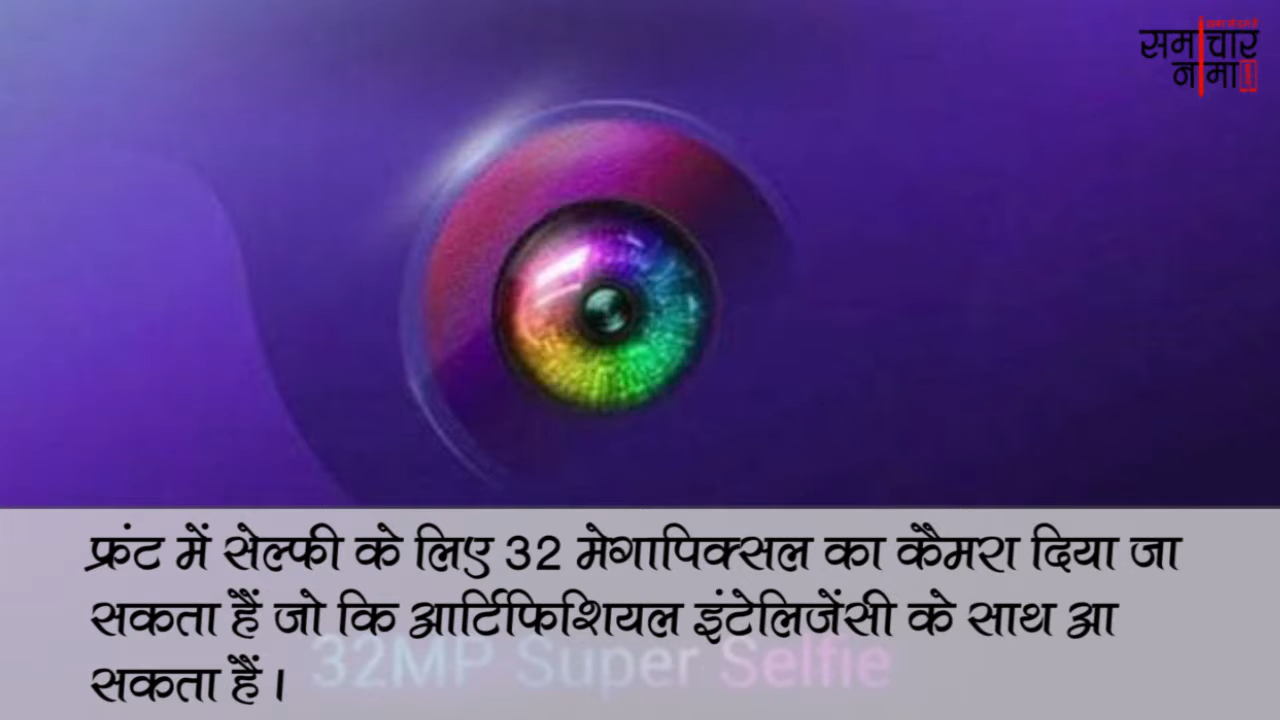 समाचार
नामा
फ्रंट में सेल्फी के लिए 32 मेगापिक्सल का कैमरा दिया जा
सकता हैं जो कि आर्टिफिशियल इंटेलिजेंसी के साथ आ
सकता हैं।
32MP Super Selfie